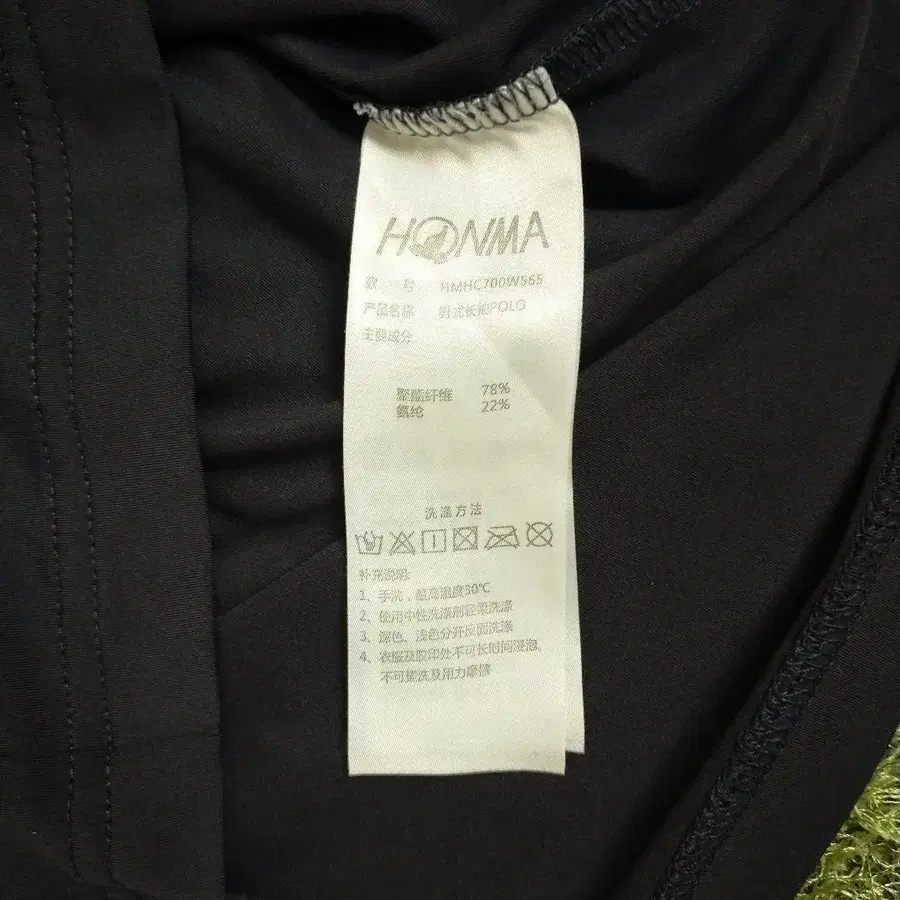 HONMA
款 号 HMHC700W565
产品名称 男式长袖POLO
主要成分
聚酯纤维 78%
氨纶 22%
洗涤方法
补充说明:
1、手洗，最高温度30℃
2、使用中性洗涤剂轻柔洗涤
3、深色、浅色分开反面洗涤
4、衣服及胶印处不可长时间浸泡、
不可搓洗及用力摩擦